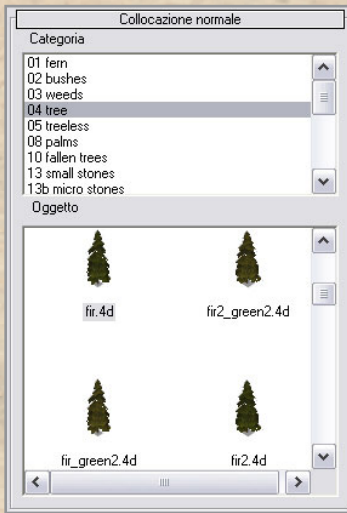 Collocazione normale
Categoria
01 fern
02 bushes
03 weeds
04 tree
05 treeless
08 palms
10 fallen trees
13 small stones
13b micro stones
Oggetto
fir.4d
fir2_green2.4d
fir_green2.4d
fir2.4d